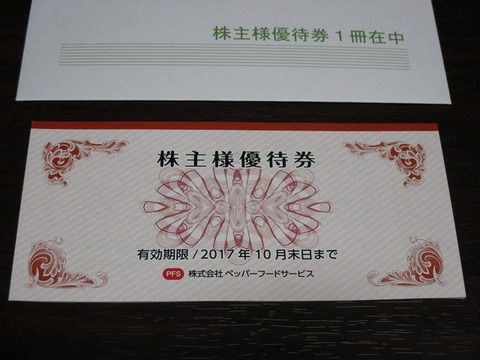 株主様優待券1冊在中
株主様優待券
有効期限/2017年10月末日まで
PFS 株式会社 ペッパーフードサービス